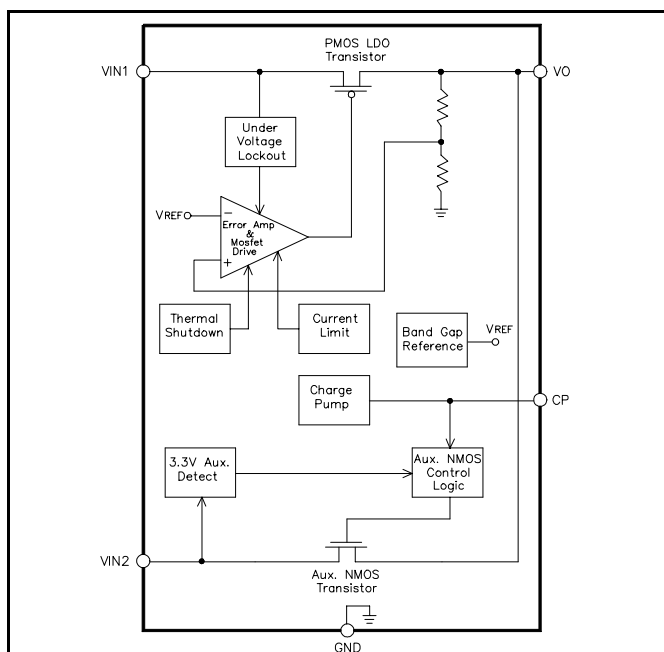 PMOS LDO
Transistor
VIN1
VO
Under
Voltage
Lockout
VREF
−
Error Amp
&
Mosfet
Drive
+
Thermal
Shutdown
Current
Limit
Band Gap
Reference
VREF
Charge
Pump
CP
3.3V Aux.
Detect
Aux. NMOS
Control
Logic
VIN2
Aux. NMOS
Transistor
GND